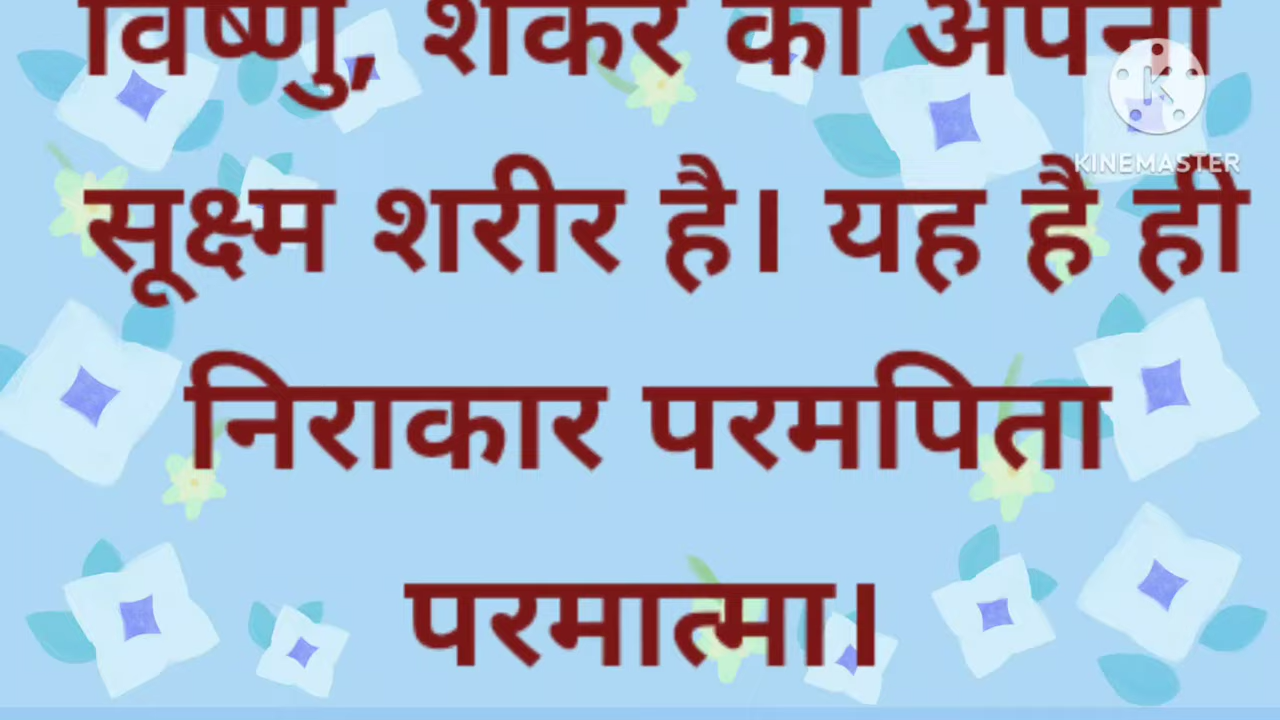 विष्णु, शंकर को अपना
सूक्ष्म शरीर है। यह है ही
निराकार परमपिता
परमात्मा।
KINEMASTER